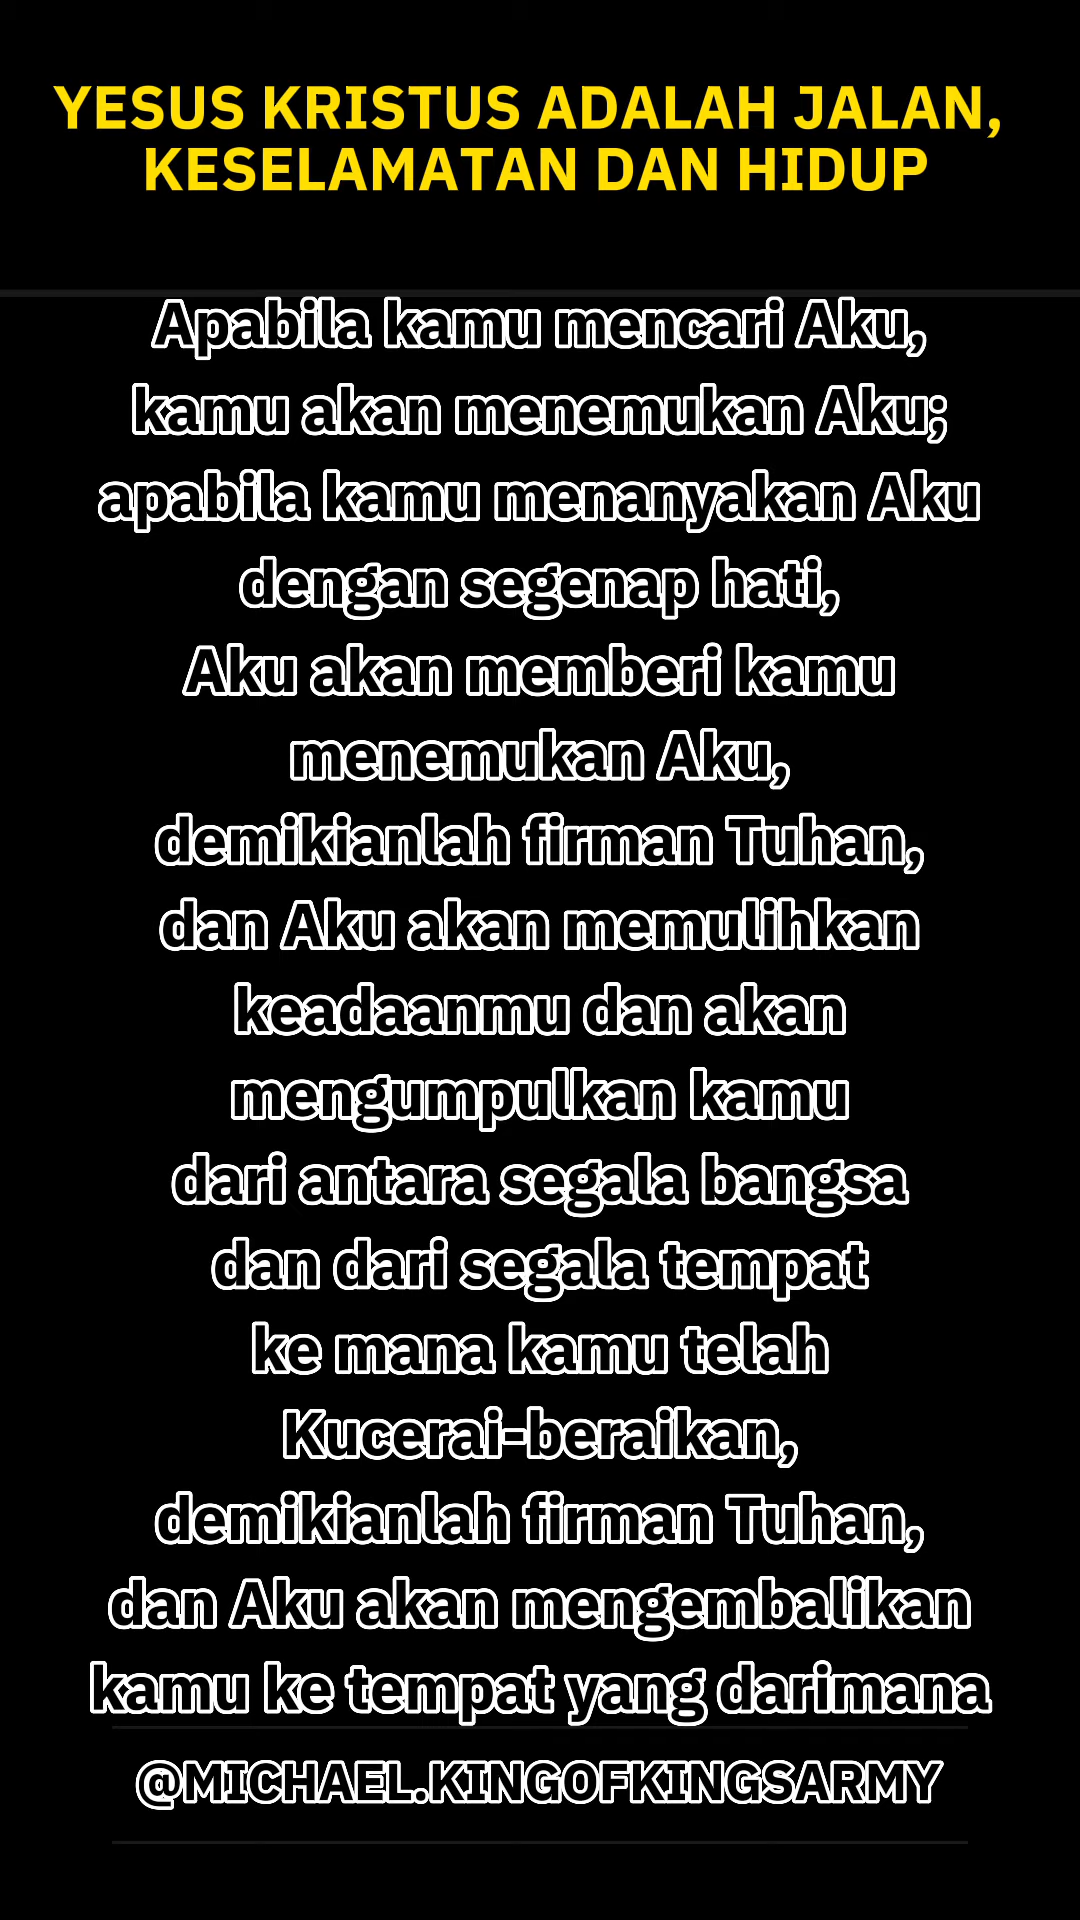 YESUS KRISTUS ADALAH JALAN,
KESELAMATAN DAN HIDUP
Apabila kamu mencari Aku,
kamu akan menemukan Aku;
apabila kamu menanyakan Aku
dengan segenap hati,
Aku akan memberi kamu
menemukan Aku,
demikianlah firman Tuhan,
dan Aku akan memulihkan
keadaanmu dan akan
mengumpulkan kamu
dari antara segala bangsa
dan dari segala tempat
ke mana kamu telah
Kucerai-beraikan,
demikianlah firman Tuhan,
dan Aku akan mengembalikan
kamu ke tempat yang darimana
@MICHAEL.KINGOFKINGSARMY